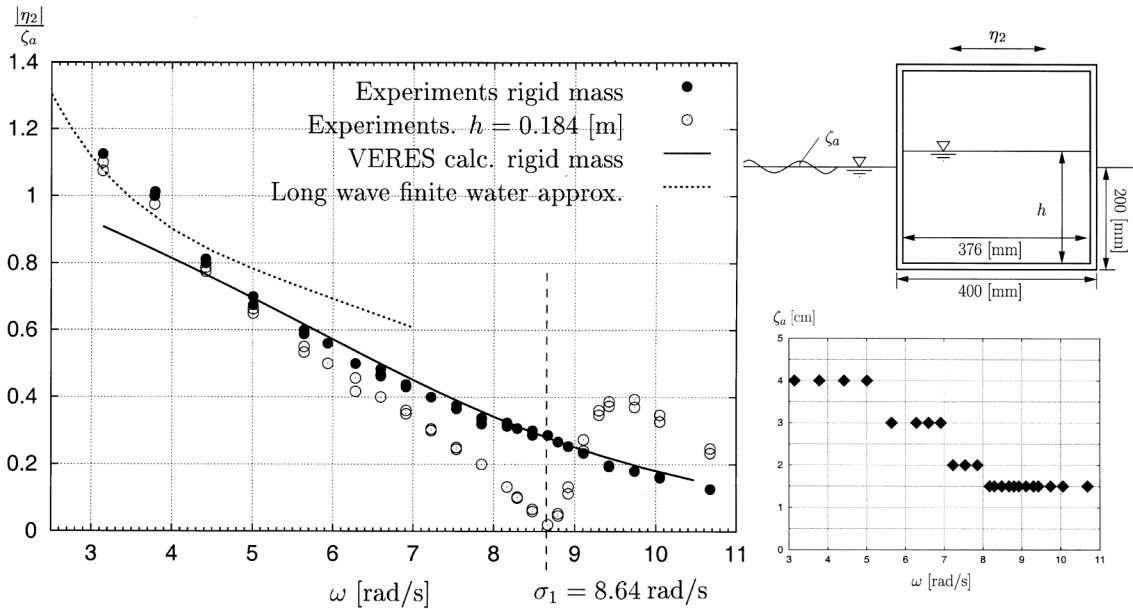 |η₂|
ζₐ
1.4
1.2
1
0.8
0.6
0.4
0.2
0
3 4 5 6 7 8 9 10 11
ω [rad/s]
σ₁ = 8.64 rad/s
Experiments rigid mass
Experiments. h = 0.184 [m]
VERES calc. rigid mass
Long wave finite water approx.
η₂
ζₐ
h
376 [mm]
400 [mm]
200 [mm]
ζₐ [cm]
5
4
3
2
1
0
3 4 5 6 7 8 9 10 11
ω [rad/s]